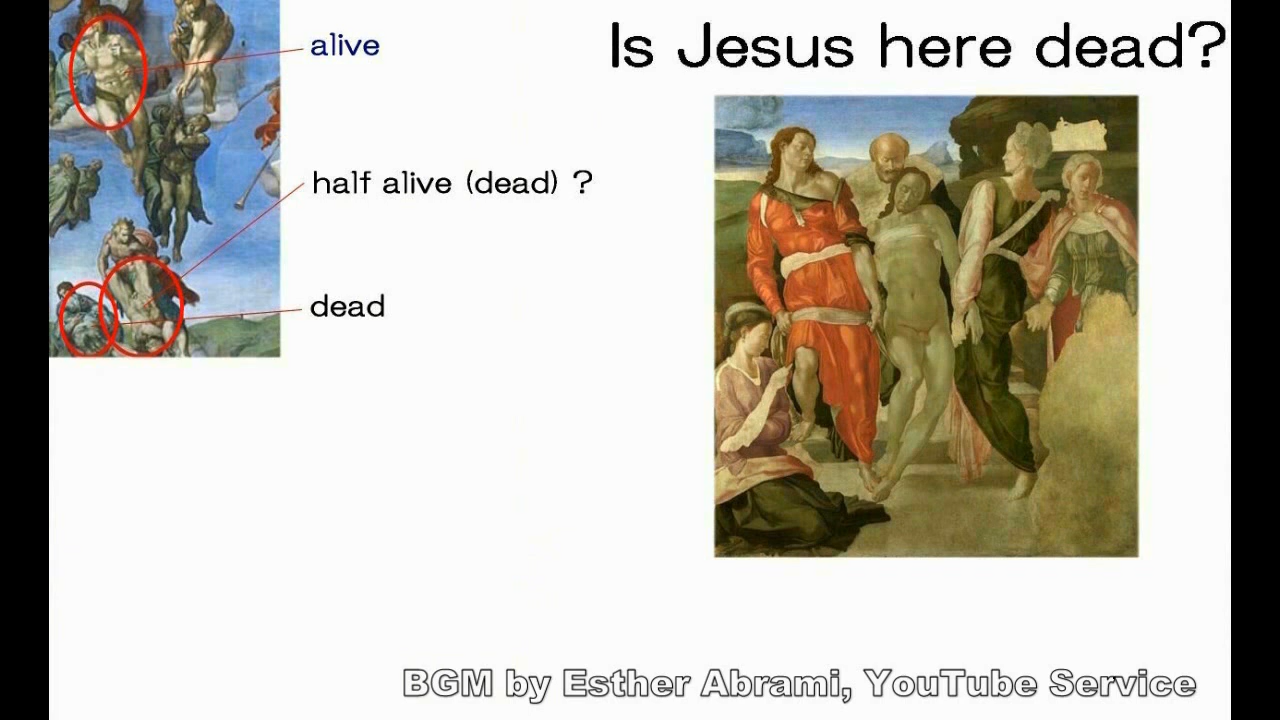 Is Jesus here dead?
alive
half alive (dead) ?
dead
BGM by Esther Abrami, YouTube Service